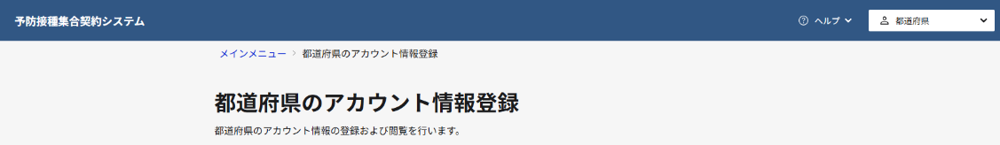 予防接種集合契約システム ヘルプ 都道府県
メインメニュー 都道府県のアカウント情報登録
都道府県のアカウント情報登録
都道府県のアカウント情報の登録および閲覧を行います。